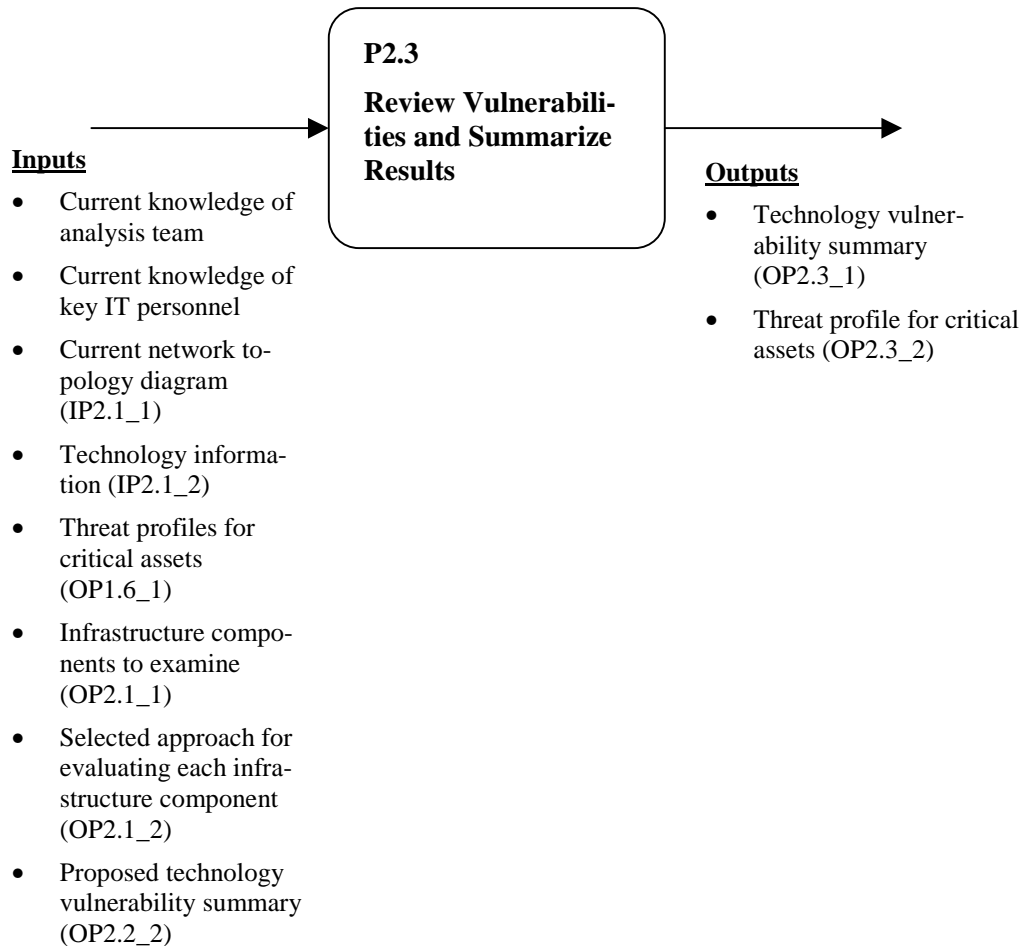 P2.3
Review Vulnerabili-
ties and Summarize
Results
Inputs
• Current knowledge of
analysis team
• Current knowledge of
key IT personnel
• Current network to-
pology diagram
(IP2.1_1)
• Technology informa-
tion (IP2.1_2)
• Threat profiles for
critical assets
(OP1.6_1)
• Infrastructure compo-
nents to examine
(OP2.1_1)
• Selected approach for
evaluating each infra-
structure component
(OP2.1_2)
• Proposed technology
vulnerability summary
(OP2.2_2)
Outputs
• Technology vulner-
ability summary
(OP2.3_1)
• Threat profile for critical
assets (OP2.3_2)